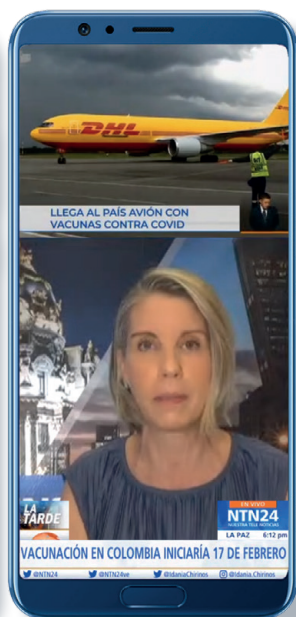 DHL
LLEGA AL PAÍS AVIÓN CON
VACUNAS CONTRA COVID
LA
TARDE
EN VIVO
NTN24
NUESTRA TELE NOTICIAS
LA PAZ 6:12 pm
VACUNACIÓN EN COLOMBIA INICIARÍA 17 DE FEBRERO
@NTN24 @NTN24ve @IdaniaChirinos @Idania.Chirinos